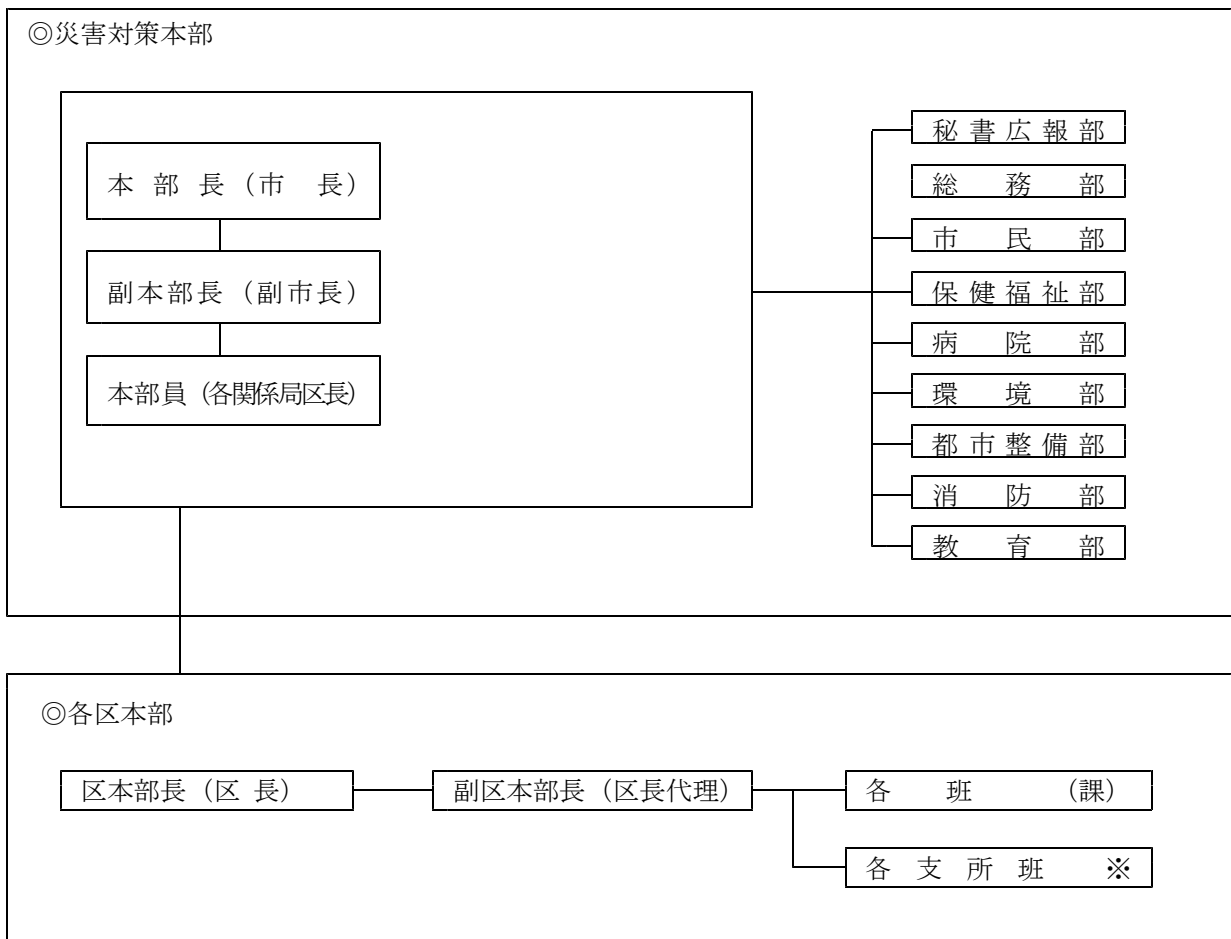 ◎災害対策本部
本 部 長（市 長）
副本部長（副市長）
本部員（各関係局区長）
秘書広報部
総務部
市民部
保健福祉部
病院部
環境部
都市整備部
消防部
教育部
◎各区本部
区本部長（区 長）
副区本部長（区長代理）
各 班 （課）
各 支 所 班 ※